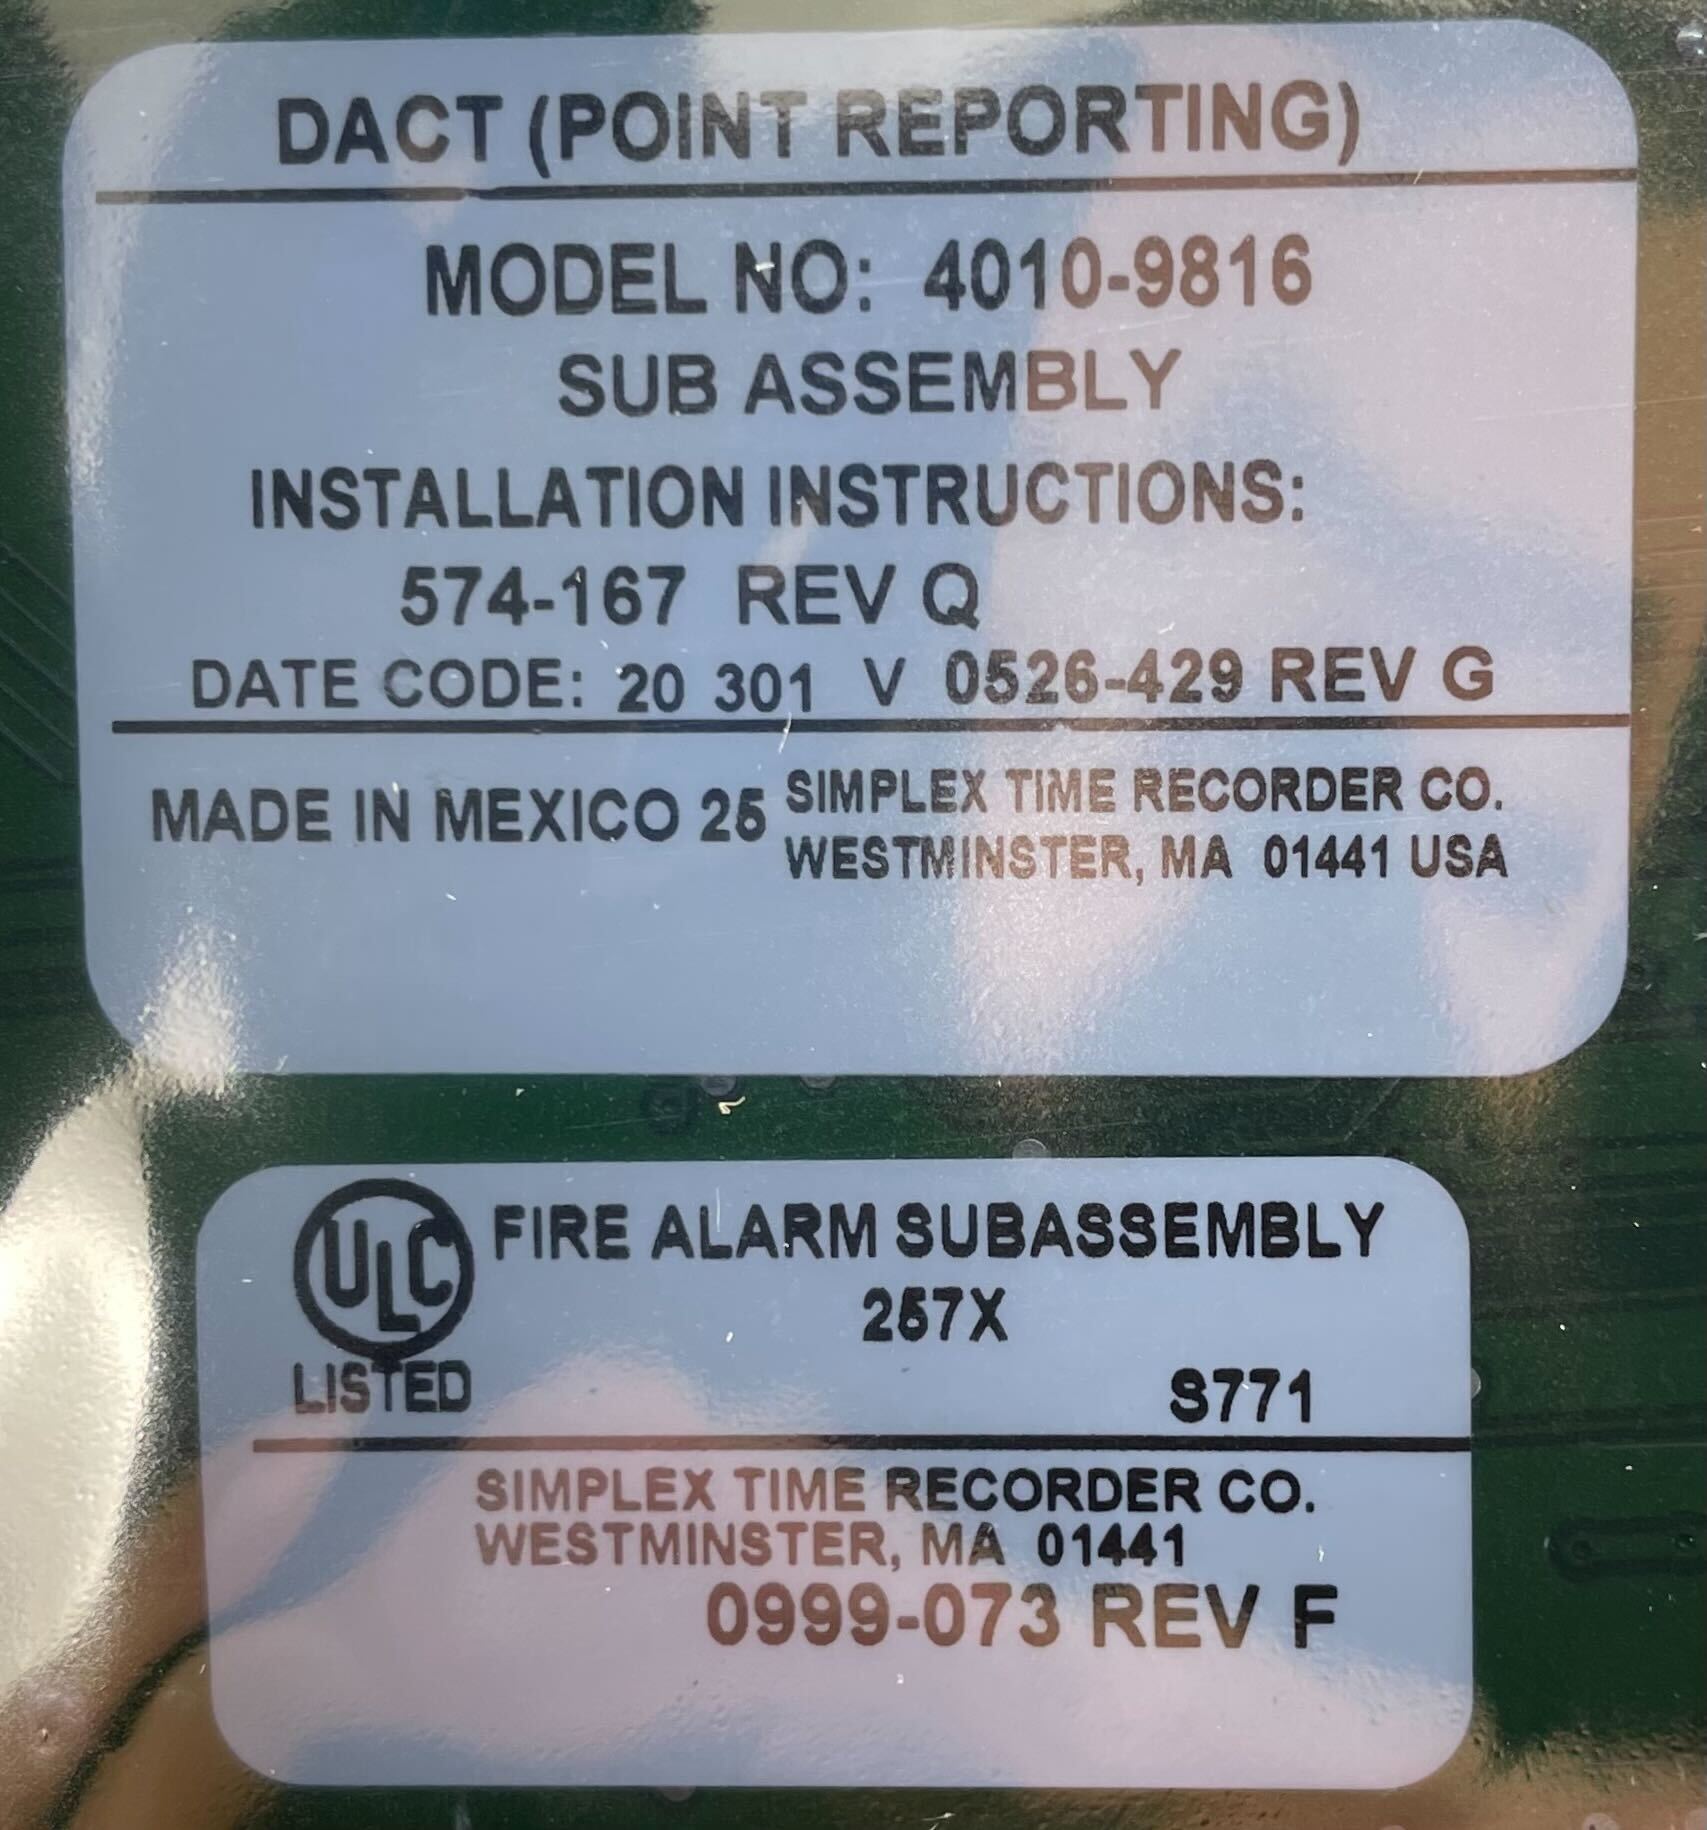 DACT (POINT REPORTING)
MODEL NO: 4010-9816
SUB ASSEMBLY
INSTALLATION INSTRUCTIONS:
574-167 REV Q
DATE CODE: 20 301 V 0526-429 REV G
MADE IN MEXICO 25
SIMPLEX TIME RECORDER CO.
WESTMINSTER, MA 01441 USA
ULC
LISTED
FIRE ALARM SUBASSEMBLY
257X
S771
SIMPLEX TIME RECORDER CO.
WESTMINSTER, MA 01441
0999-073 REV F